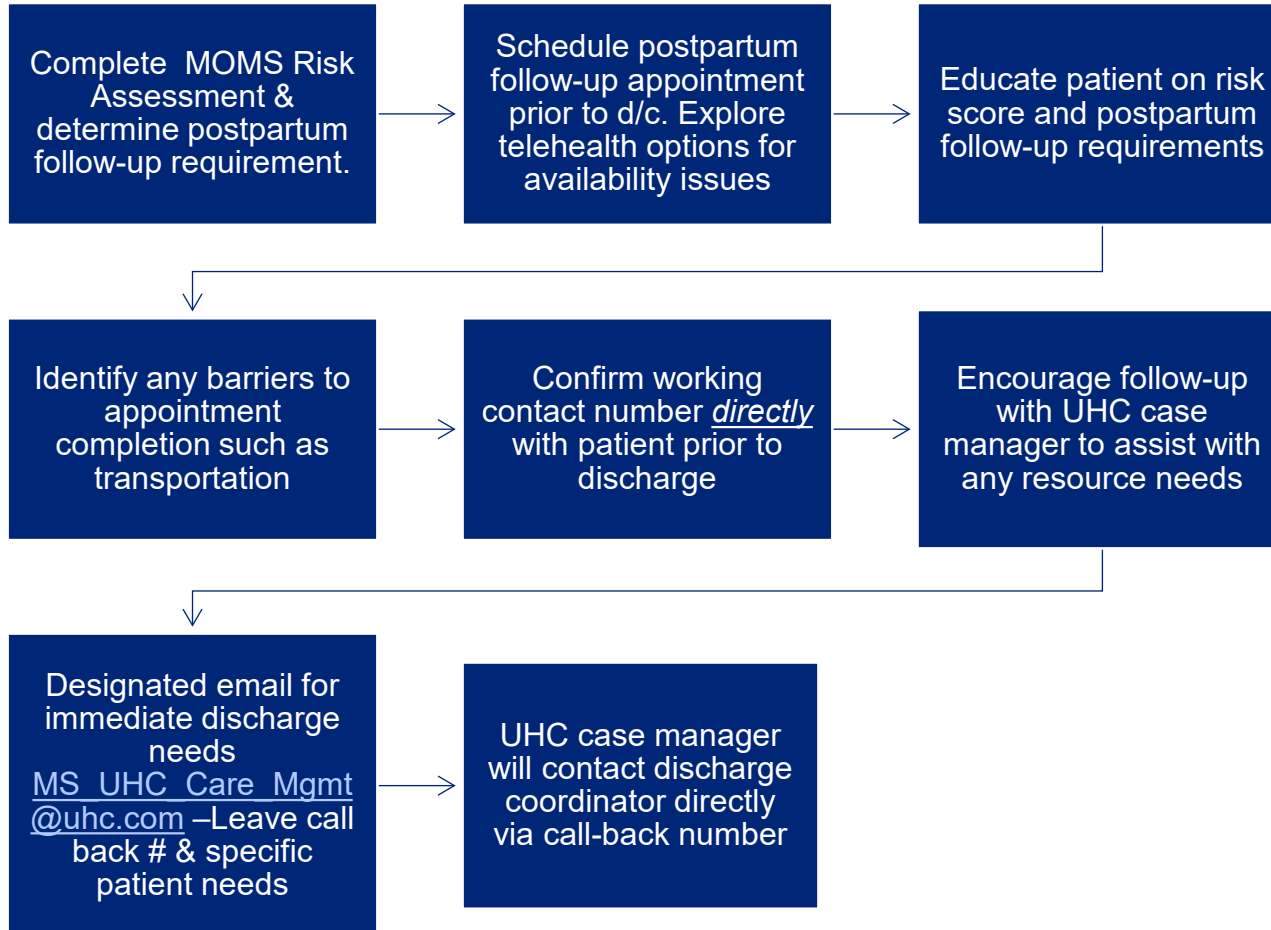 Complete MOMS Risk
Assessment &
determine postpartum
follow-up requirement.
Schedule postpartum
follow-up appointment
prior to d/c. Explore
telehealth options for
availability issues
Educate patient on risk
score and postpartum
follow-up requirements
Identify any barriers to
appointment
completion such as
transportation
Confirm working
contact number directly
with patient prior to
discharge
Encourage follow-up
with UHC case
manager to assist with
any resource needs
Designated email for
immediate discharge
needs
MS_UHC_Care_Mgmt
@uhc.com –Leave call
back # & specific
patient needs
UHC case manager
will contact discharge
coordinator directly
via call-back number